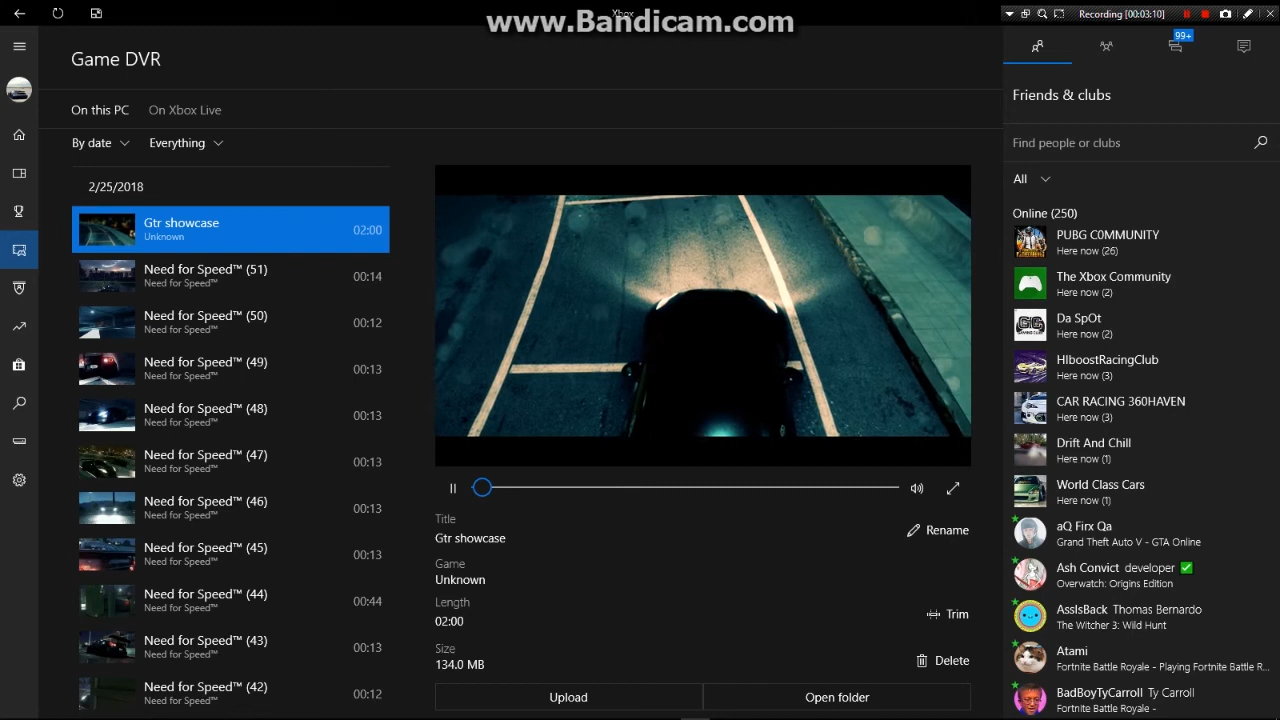 Xbox
www.Bandicam.com
Recording [00:03:10]
Game DVR
On this PC
On Xbox Live
By date
Everything
2/25/2018
Gtr showcase
Unknown
02:00
Need for Speed™ (51)
Need for Speed™
00:14
Need for Speed™ (50)
Need for Speed™
00:12
Need for Speed™ (49)
Need for Speed™
00:13
Need for Speed™ (48)
Need for Speed™
00:13
Need for Speed™ (47)
Need for Speed™
00:13
Need for Speed™ (46)
Need for Speed™
00:13
Need for Speed™ (45)
Need for Speed™
00:13
Need for Speed™ (44)
Need for Speed™
00:44
Need for Speed™ (43)
Need for Speed™
00:13
Need for Speed™ (42)
Need for Speed™
00:12
Title
Gtr showcase
Rename
Game
Unknown
Length
02:00
Trim
Size
134.0 MB
Delete
Upload
Open folder
99+
Friends & clubs
Find people or clubs
All
Online (250)
PUBG C0MMUNITY
Here now (26)
The Xbox Community
Here now (2)
Da SpOt
Here now (2)
HIboostRacingClub
Here now (3)
CAR RACING 360HAVEN
Here now (3)
Drift And Chill
Here now (1)
World Class Cars
Here now (1)
aQ Firx Qa
Grand Theft Auto V - GTA Online
Ash Convict developer
Overwatch: Origins Edition
AssIsBack Thomas Bernardo
The Witcher 3: Wild Hunt
Atami
Fortnite Battle Royale - Playing Fortnite Battle R...
BadBoyTyCarroll Ty Carroll
Fortnite Battle Royale -